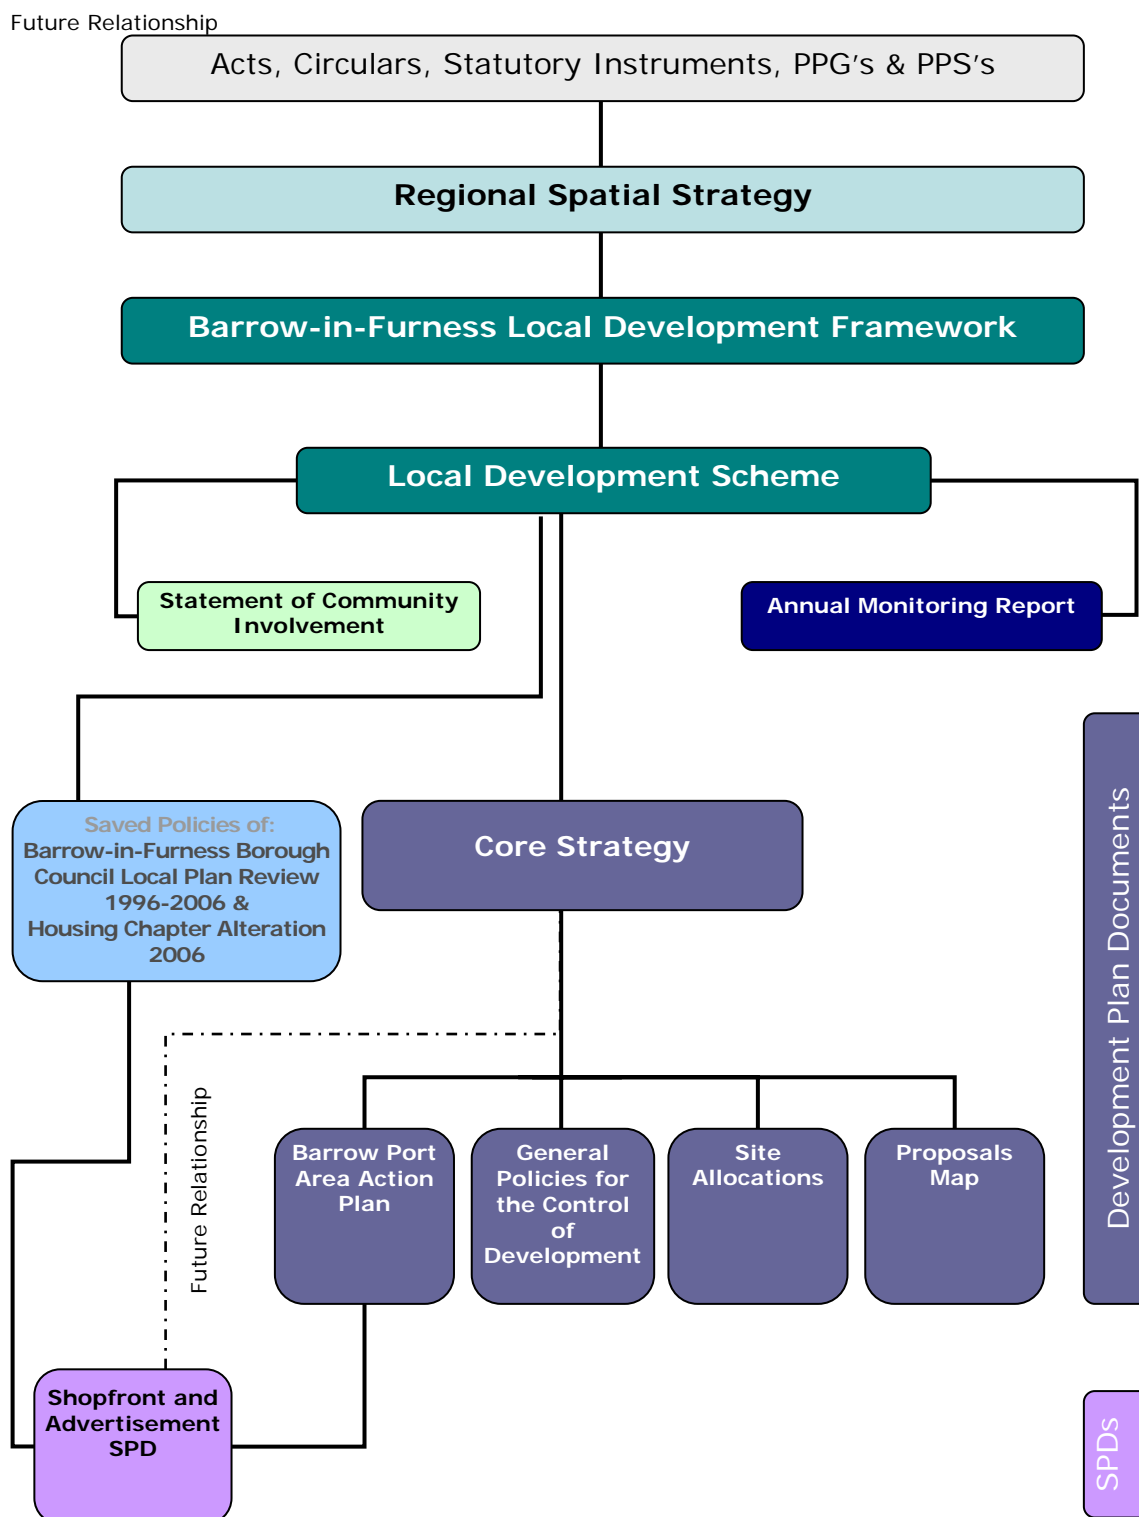 Future Relationship
Acts, Circulars, Statutory Instruments, PPG's & PPS's
Regional Spatial Strategy
Barrow-in-Furness Local Development Framework
Local Development Scheme
Statement of Community
Involvement
Annual Monitoring Report
Saved Policies of:
Barrow-in-Furness Borough
Council Local Plan Review
1996-2006 &
Housing Chapter Alteration
2006
Core Strategy
Development Plan Documents
Future Relationship
Barrow Port
Area Action
Plan
General
Policies for
the Control
of
Development
Site
Allocations
Proposals
Map
Shopfront and
Advertisement
SPD
SPDs